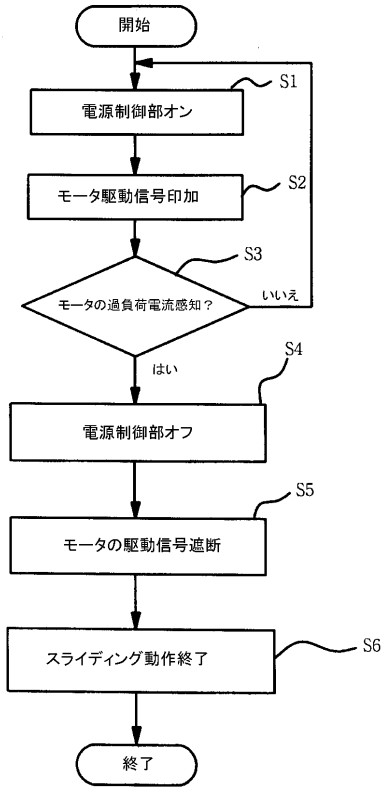 開始
S1
電源制御部オン
S2
モータ駆動信号印加
S3
モータの過負荷電流感知?
いいえ
はい
S4
電源制御部オフ
S5
モータの駆動信号遮断
S6
スライディング動作終了
終了